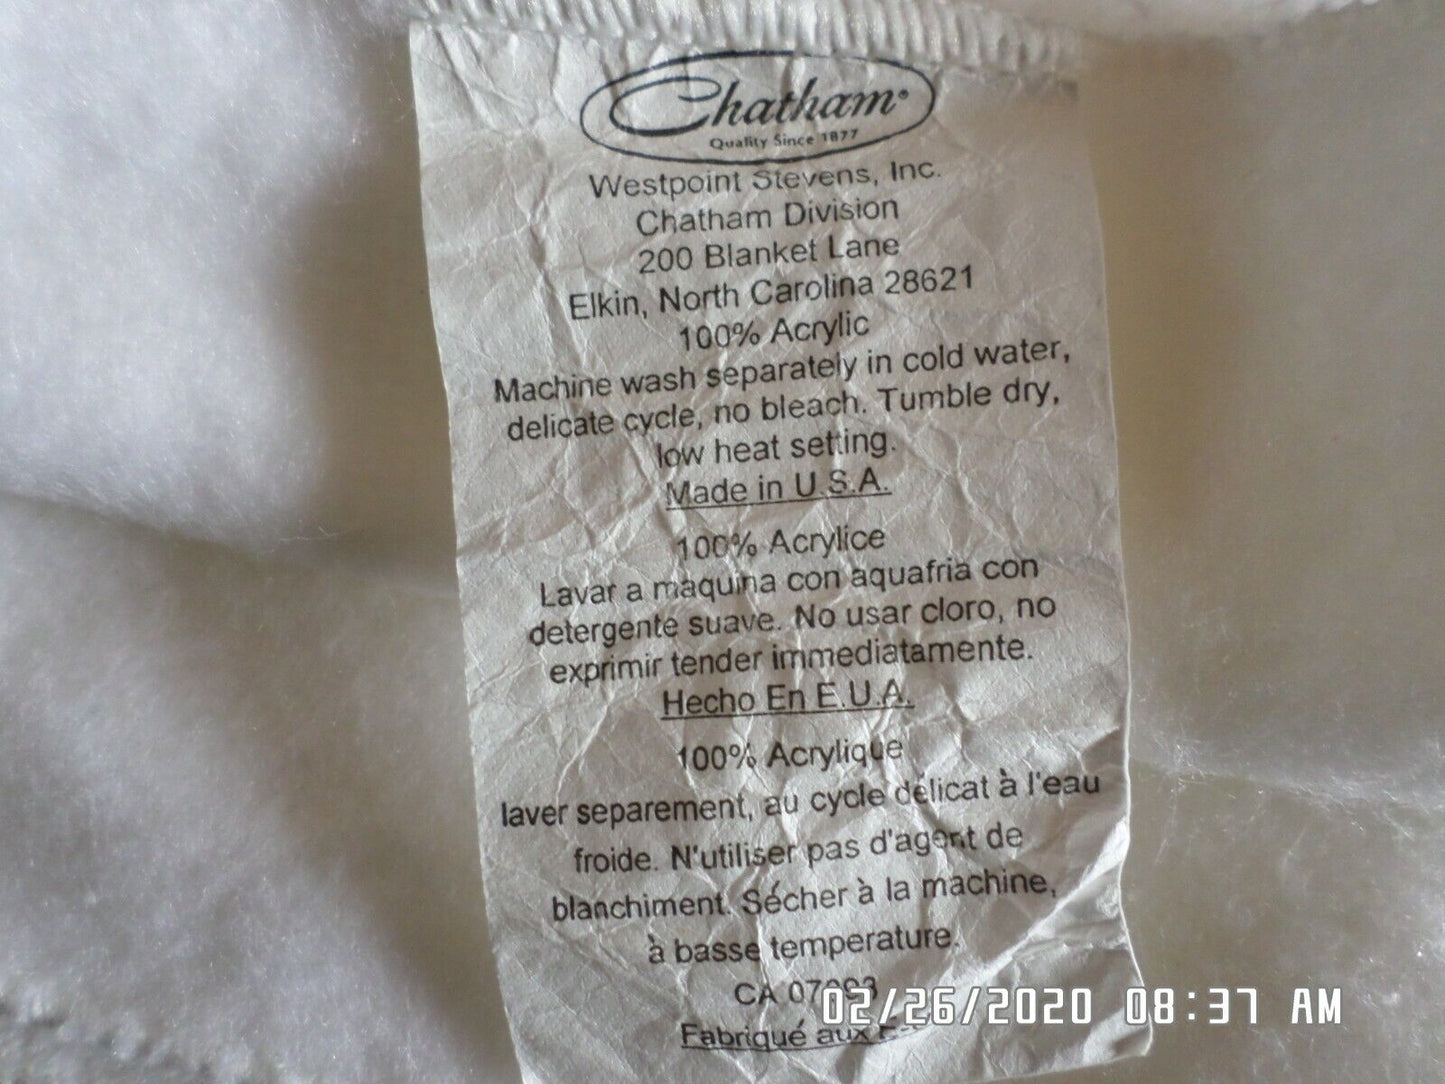 Chatham®
Quality Since 1877
Westpoint Stevens, Inc.
Chatham Division
200 Blanket Lane
Elkin, North Carolina 28621
100% Acrylic
Machine wash separately in cold water,
delicate cycle, no bleach. Tumble dry,
low heat setting.
Made in U.S.A.
100% Acrylice
Lavar a maquina con aquafria con
detergente suave. No usar cloro, no
exprimir tender immediatamente.
Hecho En E.U.A.
100% Acrylique
laver separement, au cycle délicat à l'eau
froide. N'utiliser pas d'agent de
blanchiment. Sécher à la machine,
à basse temperature.
CA
02/26/2020 08:37 AM
Fabriqué aux